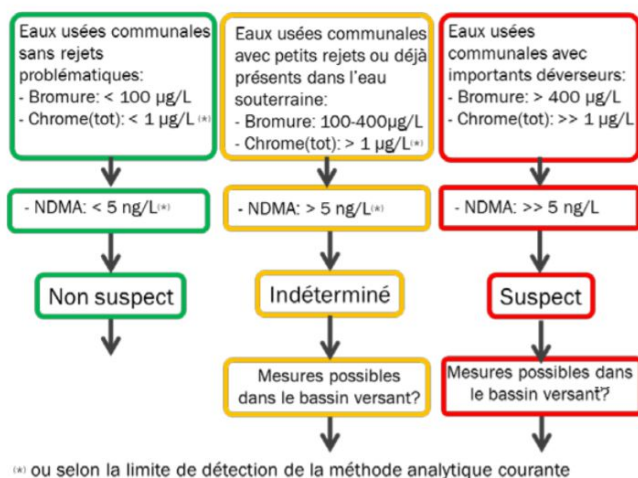 Eaux usées communales
sans rejets
problématiques:
- Bromure: < 100 µg/L
- Chrome(tot): < 1 µg/L (*)
Eaux usées communales
avec petits rejets ou déjà
présents dans l'eau
souterraine:
- Bromure: 100-400µg/L
- Chrome(tot): > 1 µg/L(*)
Eaux usées
communales avec
importants déverseurs:
- Bromure: > 400 µg/L
- Chrome(tot): >> 1 µg/L
- NDMA: < 5 ng/L(*)
- NDMA: > 5 ng/L(*)
- NDMA: >> 5 ng/L
Non suspect
Indéterminé
Suspect
Mesures possibles
dans le bassin versant?
Mesures possibles dans
le bassin versant?
(*) ou selon la limite de détection de la méthode analytique courante